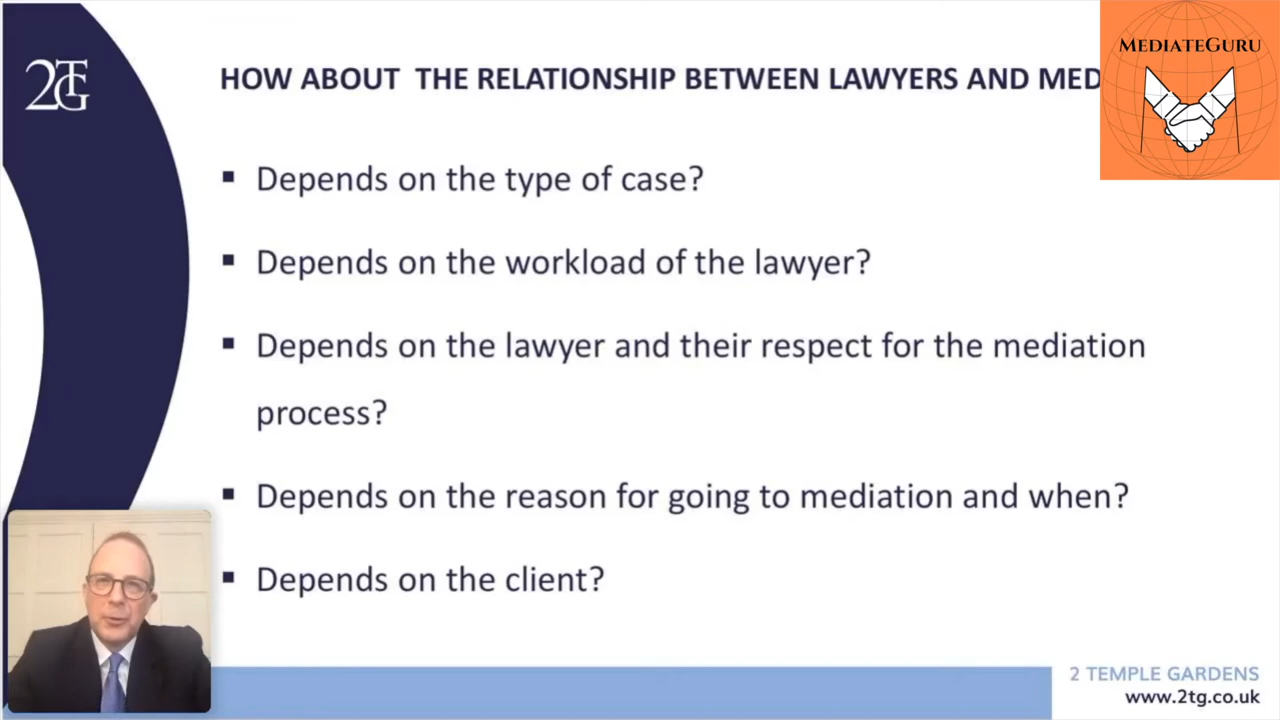 2TG
HOW ABOUT THE RELATIONSHIP BETWEEN LAWYERS AND MED
MEDIATEGURU
▪ Depends on the type of case?
▪ Depends on the workload of the lawyer?
▪ Depends on the lawyer and their respect for the mediation
process?
▪ Depends on the reason for going to mediation and when?
▪ Depends on the client?
2 TEMPLE GARDENS
www.2tg.co.uk